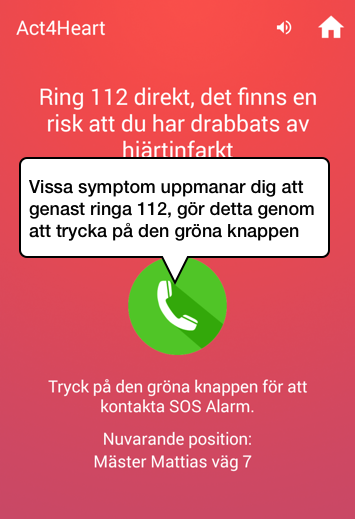 Act4Heart
Ring 112 direkt, det finns en
risk att du har drabbats av
hjärtinfarkt
Vissa symptom uppmanar dig att
genast ringa 112, gör detta genom
att trycka på den gröna knappen
Tryck på den gröna knappen för att
kontakta SOS Alarm.
Nuvarande position:
Mäster Mattias väg 7